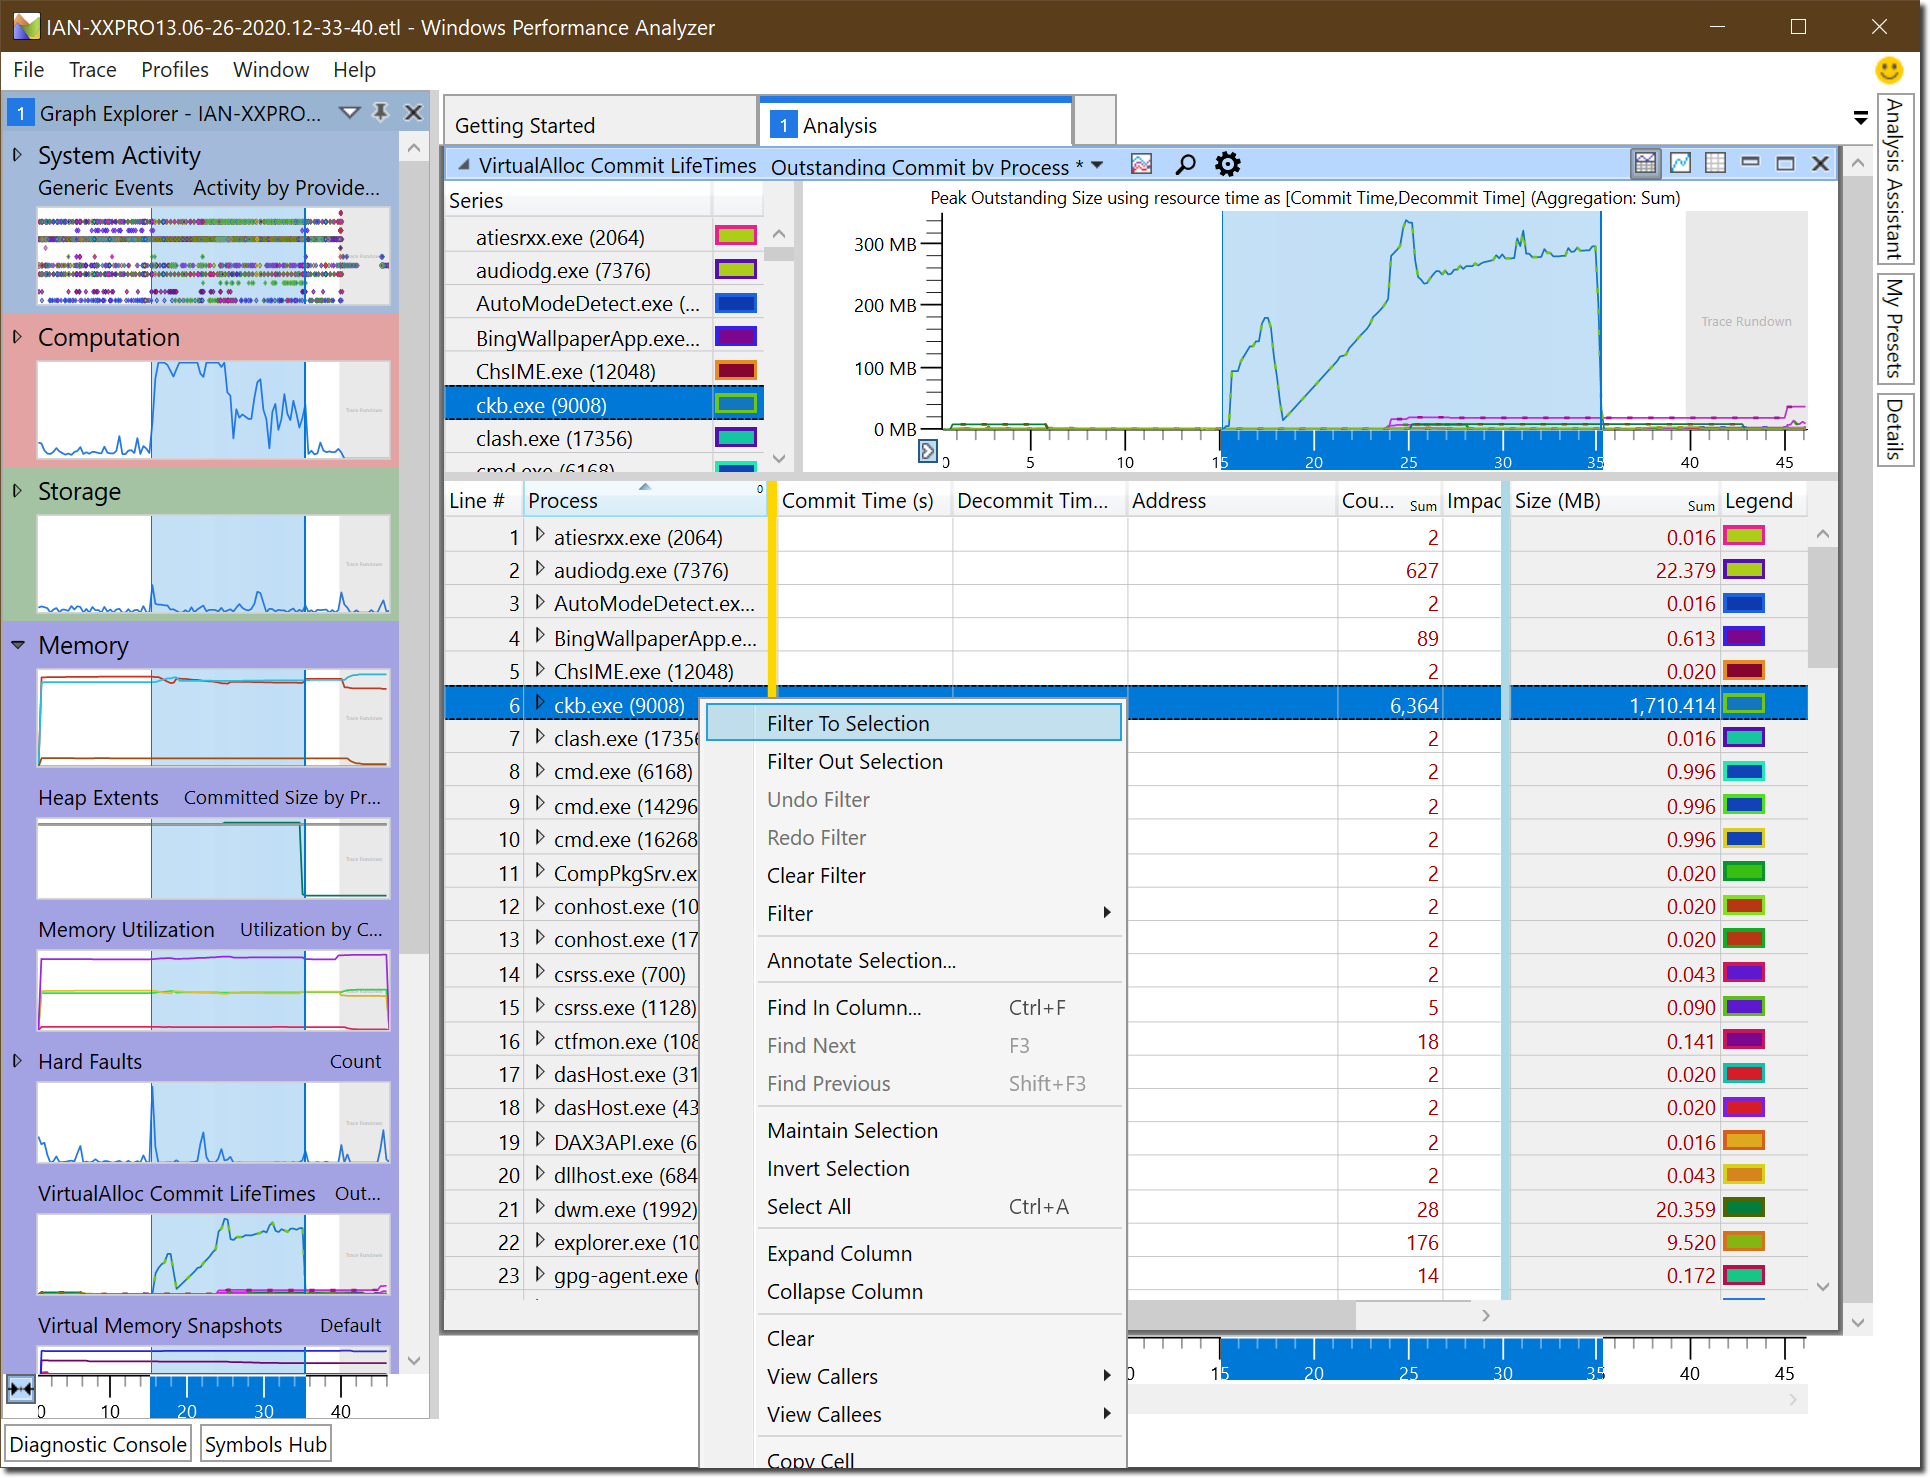 IAN-XXPRO13.06-26-2020.12-33-40.etl - Windows Performance Analyzer
File Trace Profiles Window Help
1 Graph Explorer - IAN-XXPRO...
System Activity
Generic Events Activity by Provide...
Trace Rundown
Computation
Trace Rundown
Storage
Trace Rundown
Memory
Trace Rundown
Heap Extents Committed Size by Pr...
Trace Rundown
Memory Utilization Utilization by C...
Hard Faults Count
Trace Rundown
VirtualAlloc Commit LifeTimes Out...
Trace Rundown
Virtual Memory Snapshots Default
0 10 20 30 40
Diagnostic Console Symbols Hub
Getting Started
1 Analysis
VirtualAlloc Commit LifeTimes Outstanding Commit by Process *
Series
atiesrxx.exe (2064)
audiodg.exe (7376)
AutoModeDetect.exe (...
BingWallpaperApp.exe...
ChsIME.exe (12048)
ckb.exe (9008)
clash.exe (17356)
cmd.exe (6168)
Peak Outstanding Size using resource time as [Commit Time,Decommit Time] (Aggregation: Sum)
300 MB
200 MB
100 MB
0 MB
Trace Rundown
0 5 10 15 20 25 30 35 40 45
Line # Process 0 Commit Time (s) Decommit Tim... Address Cou... Sum Impac Size (MB) Sum Legend
1 atiesrxx.exe (2064) 2 0.016
2 audiodg.exe (7376) 627 22.379
3 AutoModeDetect.ex... 2 0.016
4 BingWallpaperApp.e... 89 0.613
5 ChsIME.exe (12048) 2 0.020
6 ckb.exe (9008) 6,364 1,710.414
7 clash.exe (17356 2 0.016
8 cmd.exe (6168) 2 0.996
9 cmd.exe (14296 2 0.996
10 cmd.exe (16268 2 0.996
11 CompPkgSrv.ex 2 0.020
12 conhost.exe (10 2 0.020
13 conhost.exe (17 2 0.020
14 csrss.exe (700) 2 0.043
15 csrss.exe (1128) 5 0.090
16 ctfmon.exe (108 18 0.141
17 dasHost.exe (31 2 0.020
18 dasHost.exe (43 2 0.020
19 DAX3API.exe (6 2 0.016
20 dllhost.exe (684 2 0.043
21 dwm.exe (1992) 28 20.359
22 explorer.exe (10 176 9.520
23 gpg-agent.exe ( 14 0.172
Filter To Selection
Filter Out Selection
Undo Filter
Redo Filter
Clear Filter
Filter
Annotate Selection...
Find In Column... Ctrl+F
Find Next F3
Find Previous Shift+F3
Maintain Selection
Invert Selection
Select All Ctrl+A
Expand Column
Collapse Column
Clear
View Callers
View Callees
Copy Cell
0 15 20 25 30 35 40 45
Analysis Assistant
My Presets
Details